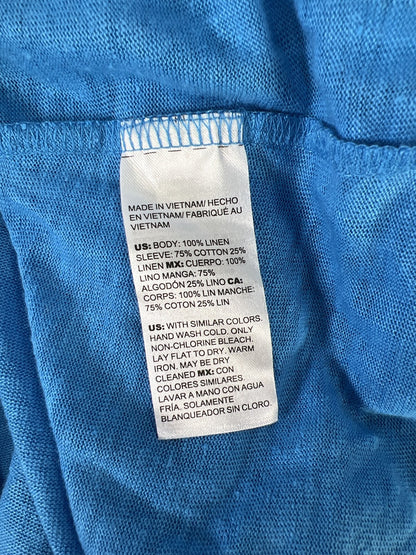 MADE IN VIETNAM/ HECHO
EN VIETNAM/ FABRIQUÉ AU
VIETNAM
US: BODY: 100% LINEN
SLEEVE: 75% COTTON 25%
LINEN MX: CUERPO: 100%
LINO MANGA: 75%
ALGODÓN 25% LINO CA:
CORPS: 100% LIN MANCHE:
75% COTON 25% LIN
US: WITH SIMILAR COLORS.
HAND WASH COLD. ONLY
NON-CHLORINE BLEACH.
LAY FLAT TO DRY. WARM
IRON. MAY BE DRY
CLEANED MX: CON
COLORES SIMILARES.
LAVAR A MANO CON AGUA
FRÍA. SOLAMENTE
BLANQUEADOR SIN CLORO.